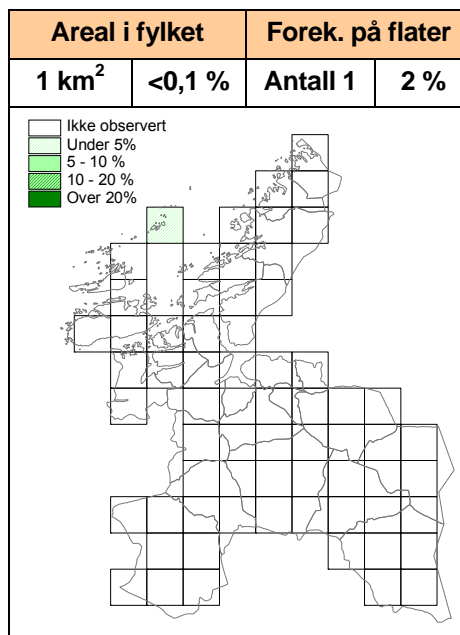 Areal i fylket Forek. på flater
1 km² <0,1 % Antall 1 2 %
Ikke observert
Under 5%
5 - 10 %
10 - 20 %
Over 20%